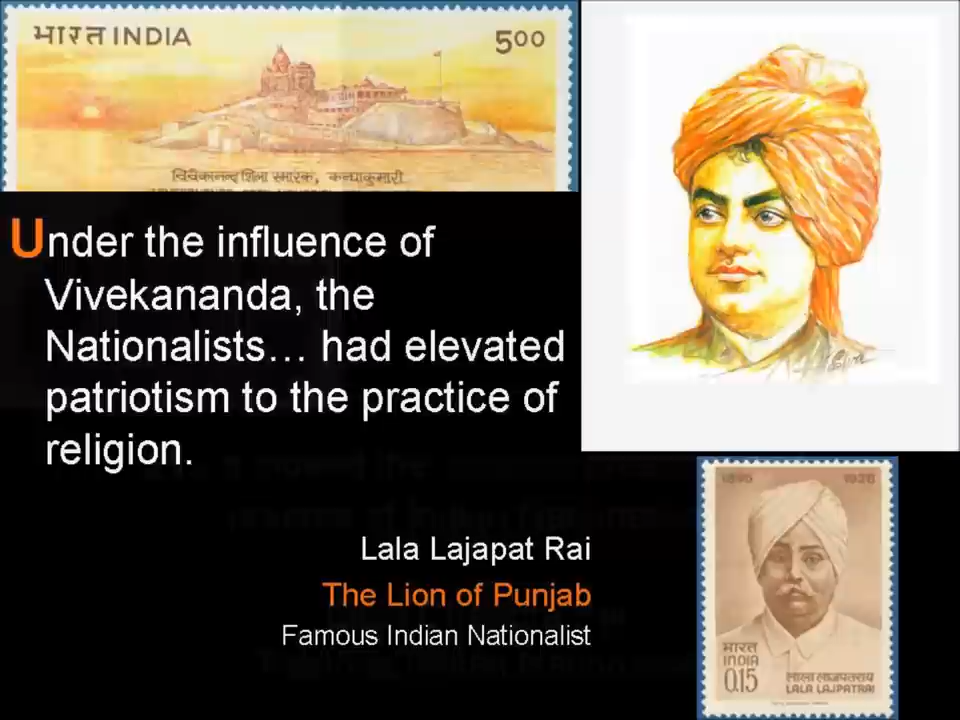 भारत INDIA 500
विवेकानन्द शिला स्मारक, कन्याकुमारी
Under the influence of
Vivekananda, the
Nationalists… had elevated
patriotism to the practice of
religion.
Lala Lajapat Rai
The Lion of Punjab
Famous Indian Nationalist
भारत
INDIA
0.15
लाला लाजपतराय
LALA LAJPATRAI